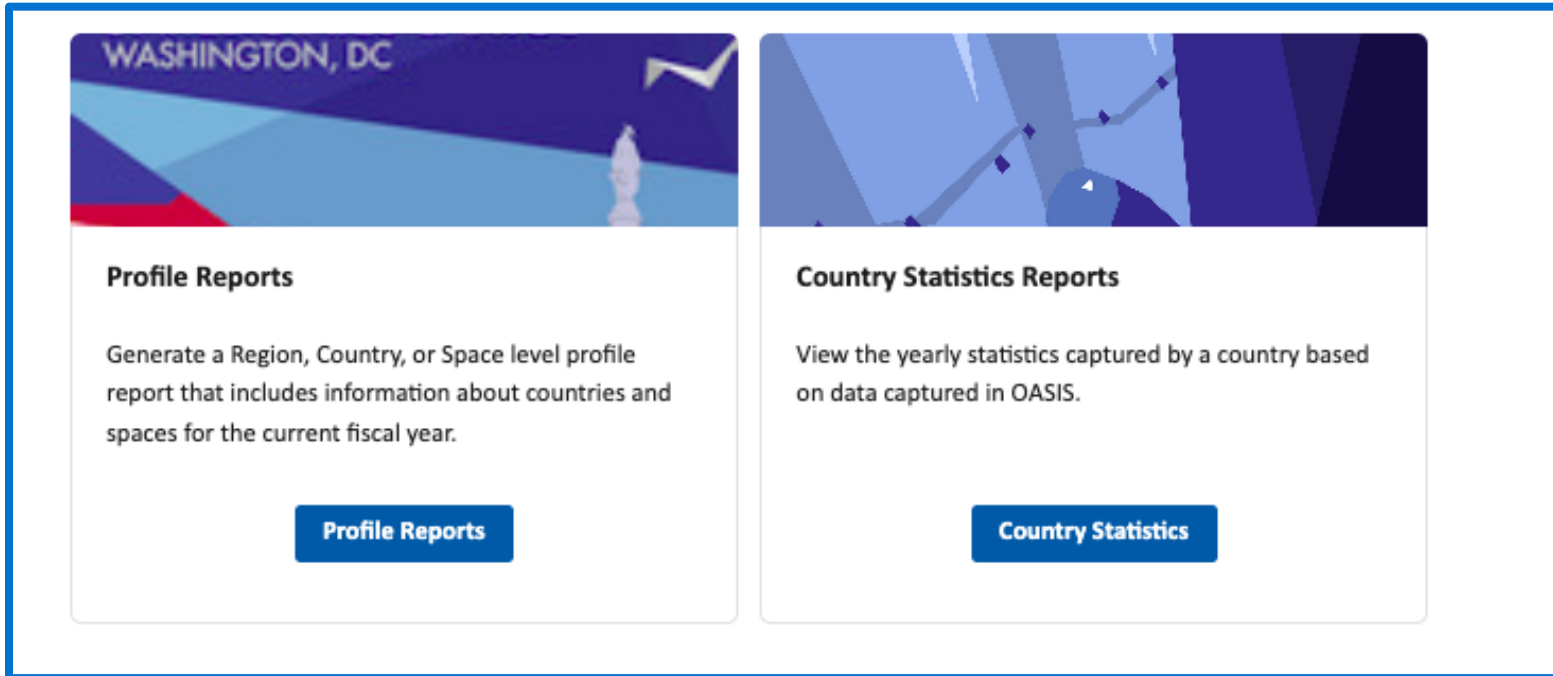 WASHINGTON, DC
Profile Reports
Generate a Region, Country, or Space level profile
report that includes information about countries and
spaces for the current fiscal year.
Profile Reports
Country Statistics Reports
View the yearly statistics captured by a country based
on data captured in OASIS.
Country Statistics